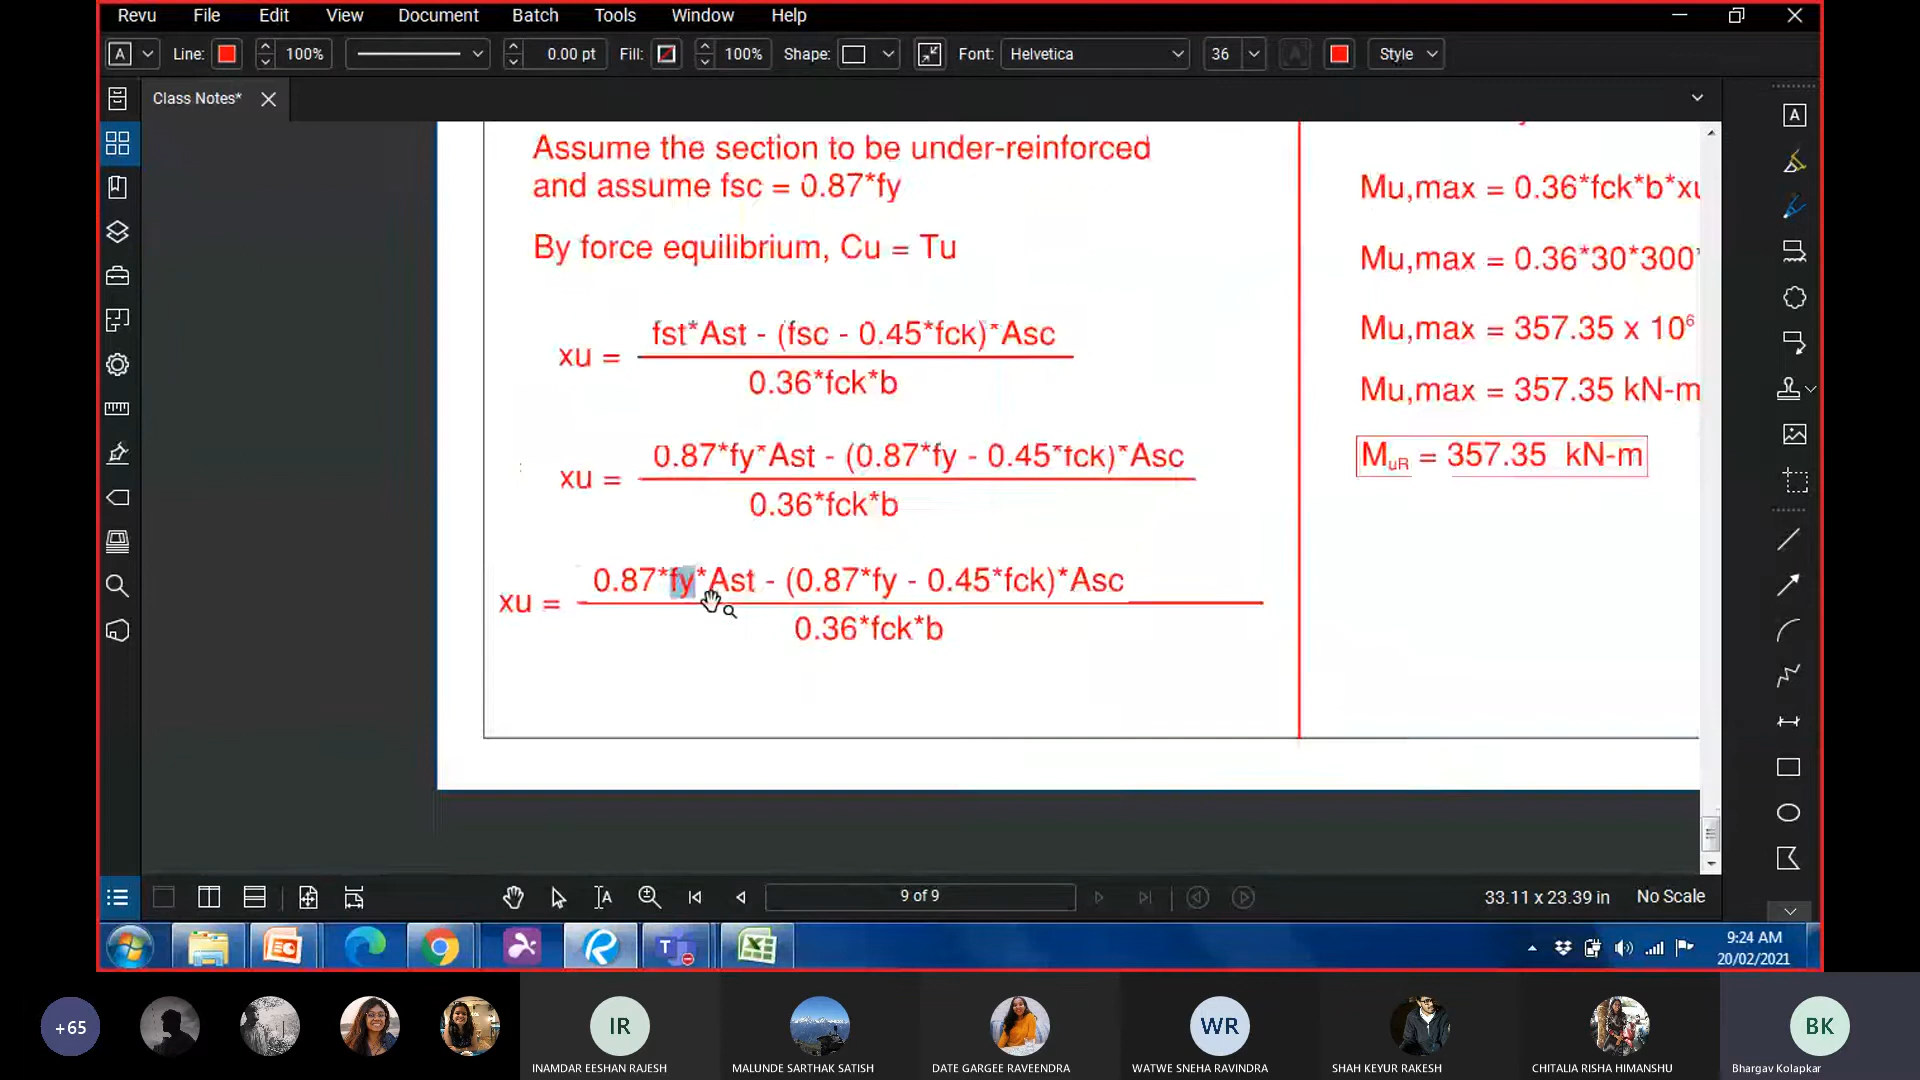 Revu File Edit View Document Batch Tools Window Help
A Line: 100% 0.00 pt Fill: 100% Shape: Font: Helvetica 36 A Style
Class Notes*
Assume the section to be under-reinforced
and assume fsc = 0.87*fy
By force equilibrium, Cu = Tu
fst*Ast - (fsc - 0.45*fck)*Asc
xu =
0.36*fck*b
0.87*fy*Ast - (0.87*fy - 0.45*fck)*Asc
xu =
0.36*fck*b
0.87*fy*Ast - (0.87*fy - 0.45*fck)*Asc
xu =
0.36*fck*b
Mu,max = 0.36*fck*b*xu
Mu,max = 0.36*30*300*
Mu,max = 357.35 x 10⁶
Mu,max = 357.35 kN-m
MuR = 357.35 kN-m
9 of 9
33.11 x 23.39 in No Scale
9:24 AM
20/02/2021
+65
IR
WR
BK
INAMDAR EESHAN RAJESH
MALUNDE SARTHAK SATISH
DATE GARGEE RAVEENDRA
WATWE SNEHA RAVINDRA
SHAH KEYUR RAKESH
CHITALIA RISHA HIMANSHU
Bhargav Kolapkar